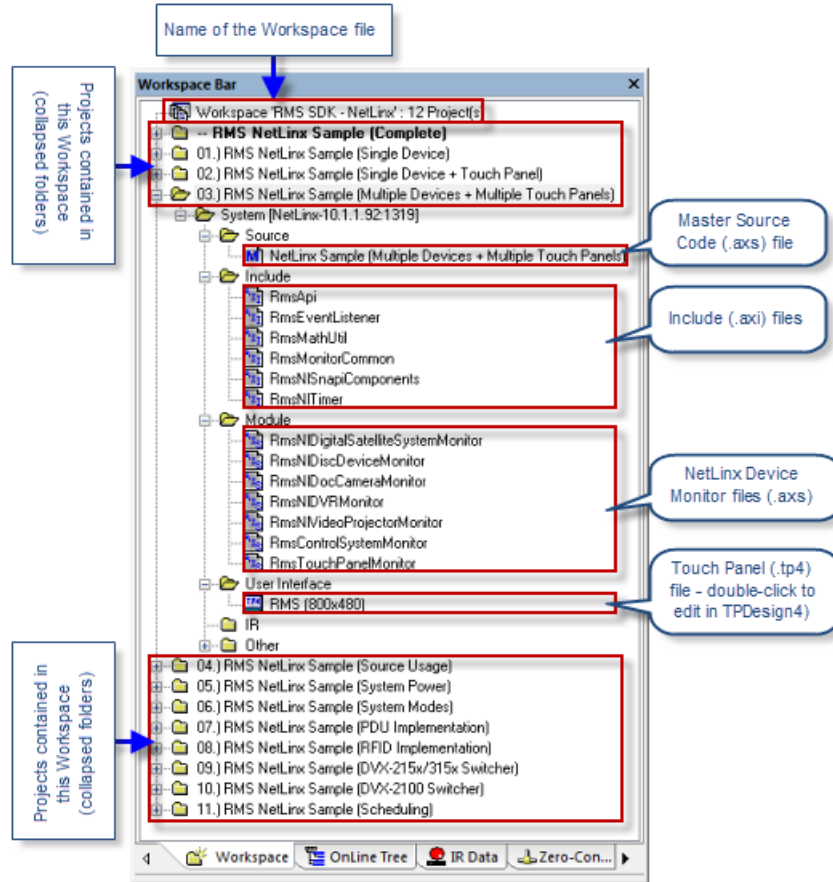 Name of the Workspace file
Projects contained in
this Workspace
(collapsed folders)
Workspace Bar
Workspace 'RMS SDK - NetLinx' : 12 Project(s
-- RMS NetLinx Sample (Complete)
01.) RMS NetLinx Sample (Single Device)
02.) RMS NetLinx Sample (Single Device + Touch Panel)
03.) RMS NetLinx Sample (Multiple Devices + Multiple Touch Panels)
System [NetLinx-10.1.1.92:1319]
Source
NetLinx Sample (Multiple Devices + Multiple Touch Panels)
Master Source
Code (.axs) file
Include
RmsApi
RmsEventListener
RmsMathUtil
RmsMonitorCommon
RmsNlSnapiComponents
RmsNlTimer
Include (.axi) files
Module
RmsNlDigitalSatelliteSystemMonitor
RmsNlDiscDeviceMonitor
RmsNlDocCameraMonitor
RmsNlDVRMonitor
RmsNlVideoProjectorMonitor
RmsControlSystemMonitor
RmsTouchPanelMonitor
NetLinx Device
Monitor files (.axs)
User Interface
TP4 RMS (800x480)
Touch Panel (.tp4)
file - double-click to
edit in TPDesign4)
IR
Other
Projects contained in
this Workspace
(collapsed folders)
04.) RMS NetLinx Sample (Source Usage)
05.) RMS NetLinx Sample (System Power)
06.) RMS NetLinx Sample (System Modes)
07.) RMS NetLinx Sample (PDU Implementation)
08.) RMS NetLinx Sample (RFID Implementation)
09.) RMS NetLinx Sample (DVX-215x/315x Switcher)
10.) RMS NetLinx Sample (DVX-2100 Switcher)
11.) RMS NetLinx Sample (Scheduling)
Workspace OnLine Tree IR Data Zero-Con...